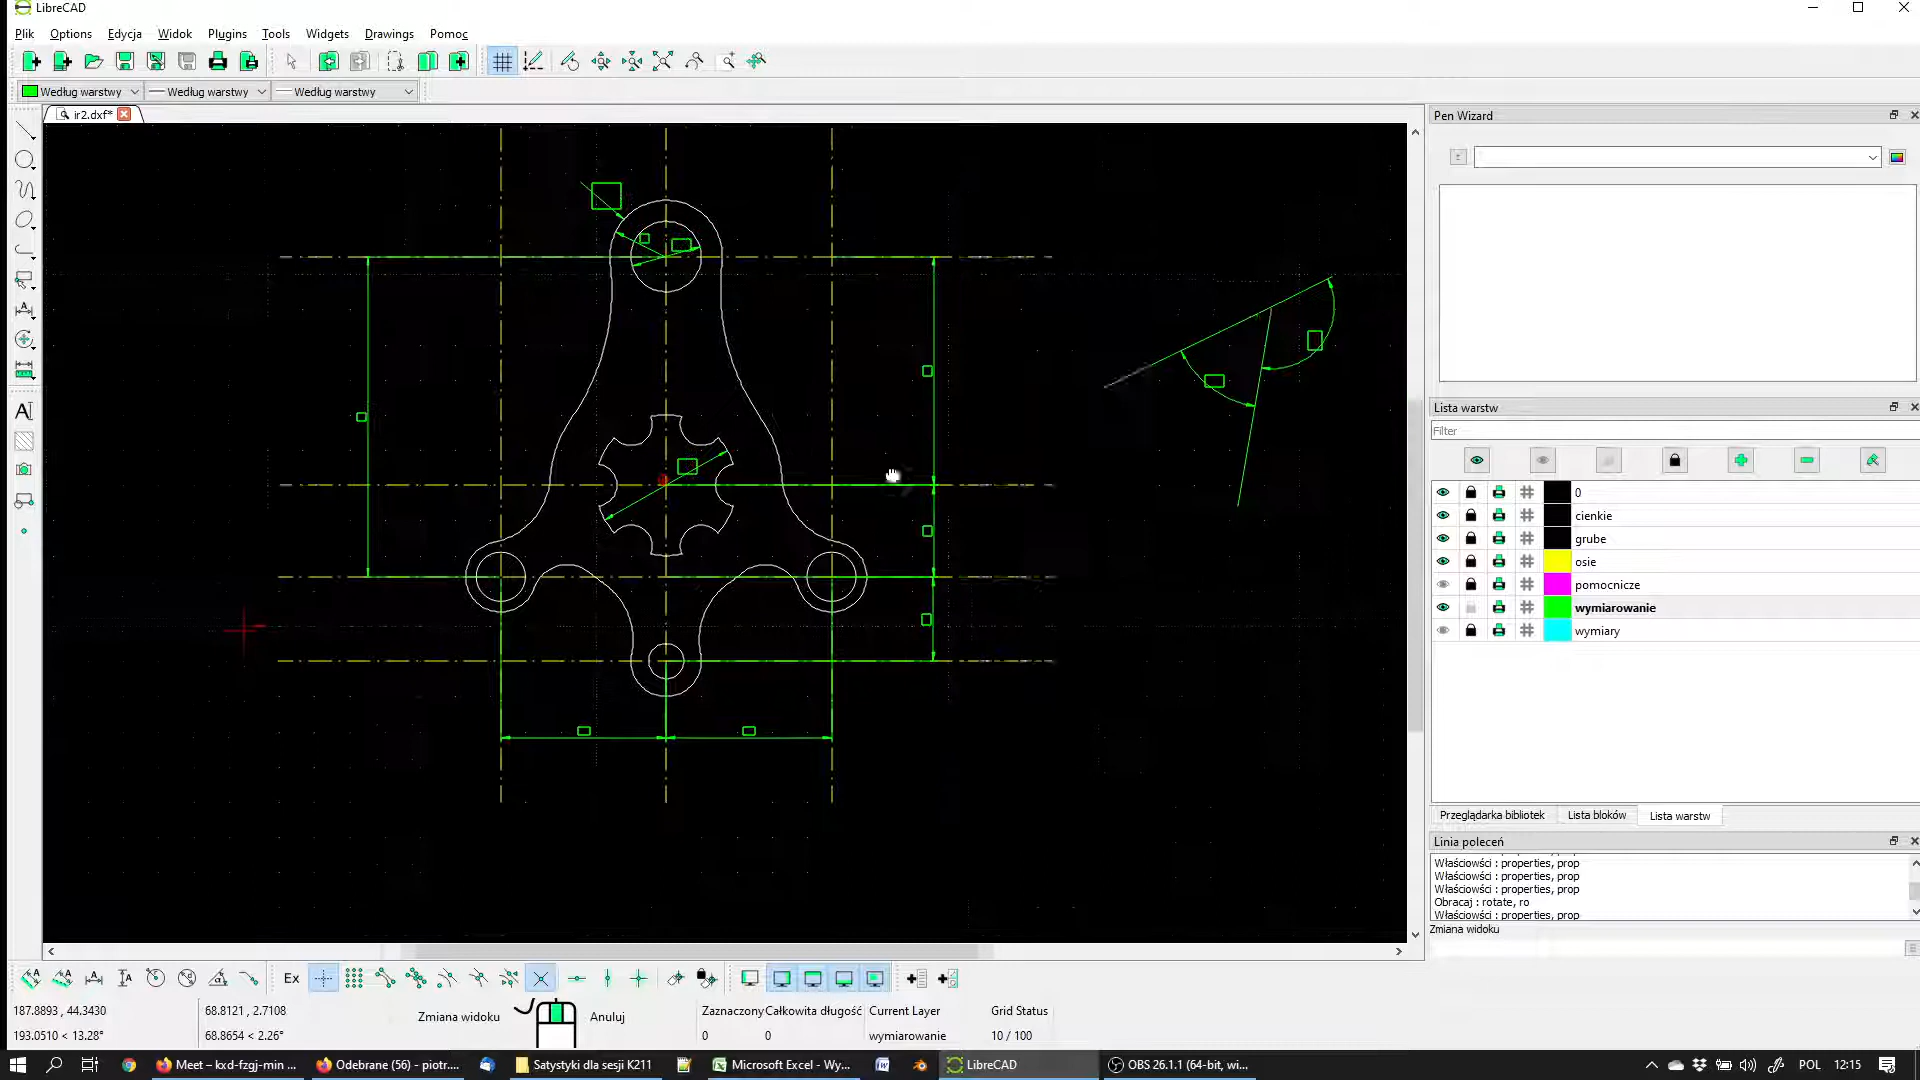 LibreCAD
Plik Options Edycja Widok Plugins Tools Widgets Drawings Pomoc
Według warstwy Według warstwy Według warstwy
ir2.dxf*
Pen Wizard
Lista warstw
Filter
0
cienkie
grube
osie
pomocnicze
wymiarowanie
wymiary
Przeglądarka bibliotek Lista bloków Lista warstw
Linia poleceń
Właściowści : properties, prop
Właściowści : properties, prop
Właściowści : properties, prop
Obracaj : rotate, ro
Właściowści : properties, prop
Zmiana widoku
Ex
187.8893 , 44.3430 68.8121 , 2.7108 Zmiana widoku Anuluj Zaznaczony Całkowita długość Current Layer Grid Status
193.0510 < 13.28° 68.8654 < 2.26° 0 0 wymiarowanie 10 / 100
Meet – kxd-fzgj-min ... Odebrane (56) – piotr.... Satystyki dla sesji K211 Microsoft Excel - Wy... LibreCAD OBS 26.1.1 (64-bit, wi... POL 12:15